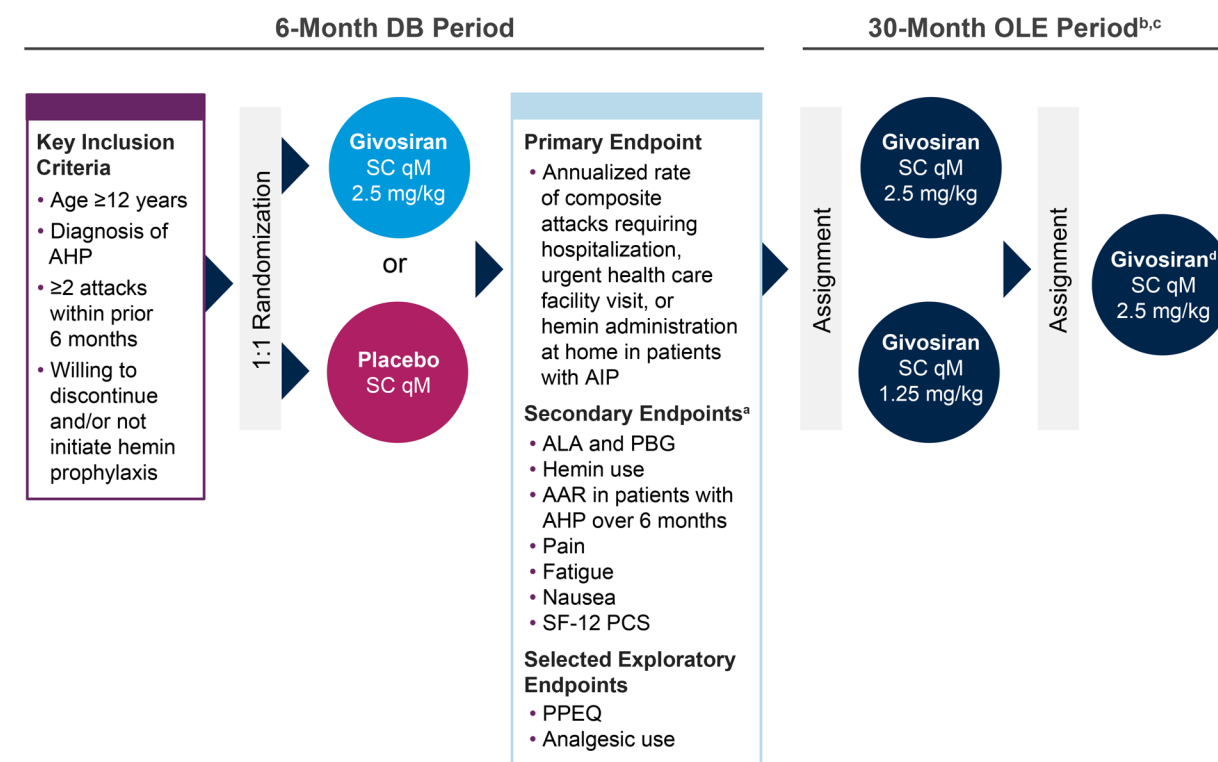 6-Month DB Period
30-Month OLE Periodb,c
Key Inclusion
Criteria
• Age ≥12 years
• Diagnosis of
AHP
• ≥2 attacks
within prior
6 months
• Willing to
discontinue
and/or not
initiate hemin
prophylaxis
1:1 Randomization
Givosiran
SC qM
2.5 mg/kg
or
Placebo
SC qM
Primary Endpoint
• Annualized rate
of composite
attacks requiring
hospitalization,
urgent health care
facility visit, or
hemin administration
at home in patients
with AIP
Secondary Endpointsa
• ALA and PBG
• Hemin use
• AAR in patients with
AHP over 6 months
• Pain
• Fatigue
• Nausea
• SF-12 PCS
Selected Exploratory
Endpoints
• PPEQ
• Analgesic use
Assignment
Givosiran
SC qM
2.5 mg/kg
Givosiran
SC qM
1.25 mg/kg
Assignment
Givosirand
SC qM
2.5 mg/kg